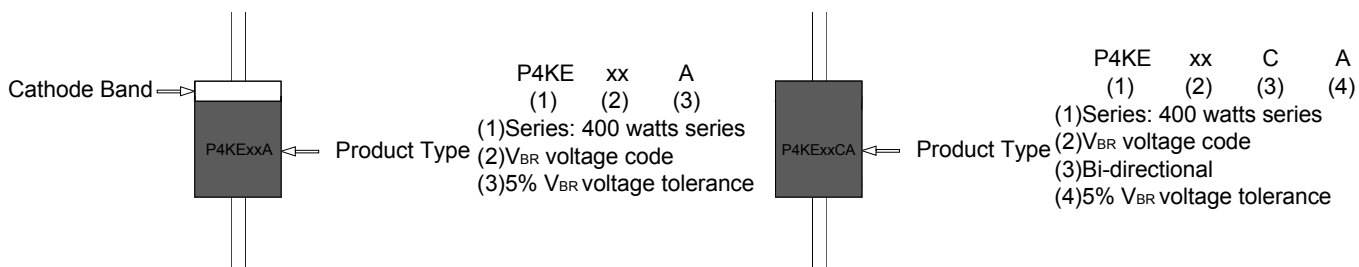 Cathode Band
P4KExxA
Product Type
P4KE xx A
(1) (2) (3)
(1)Series: 400 watts series
(2)VBR voltage code
(3)5% VBR voltage tolerance
P4KExxCA
Product Type
P4KE xx C A
(1) (2) (3) (4)
(1)Series: 400 watts series
(2)VBR voltage code
(3)Bi-directional
(4)5% VBR voltage tolerance